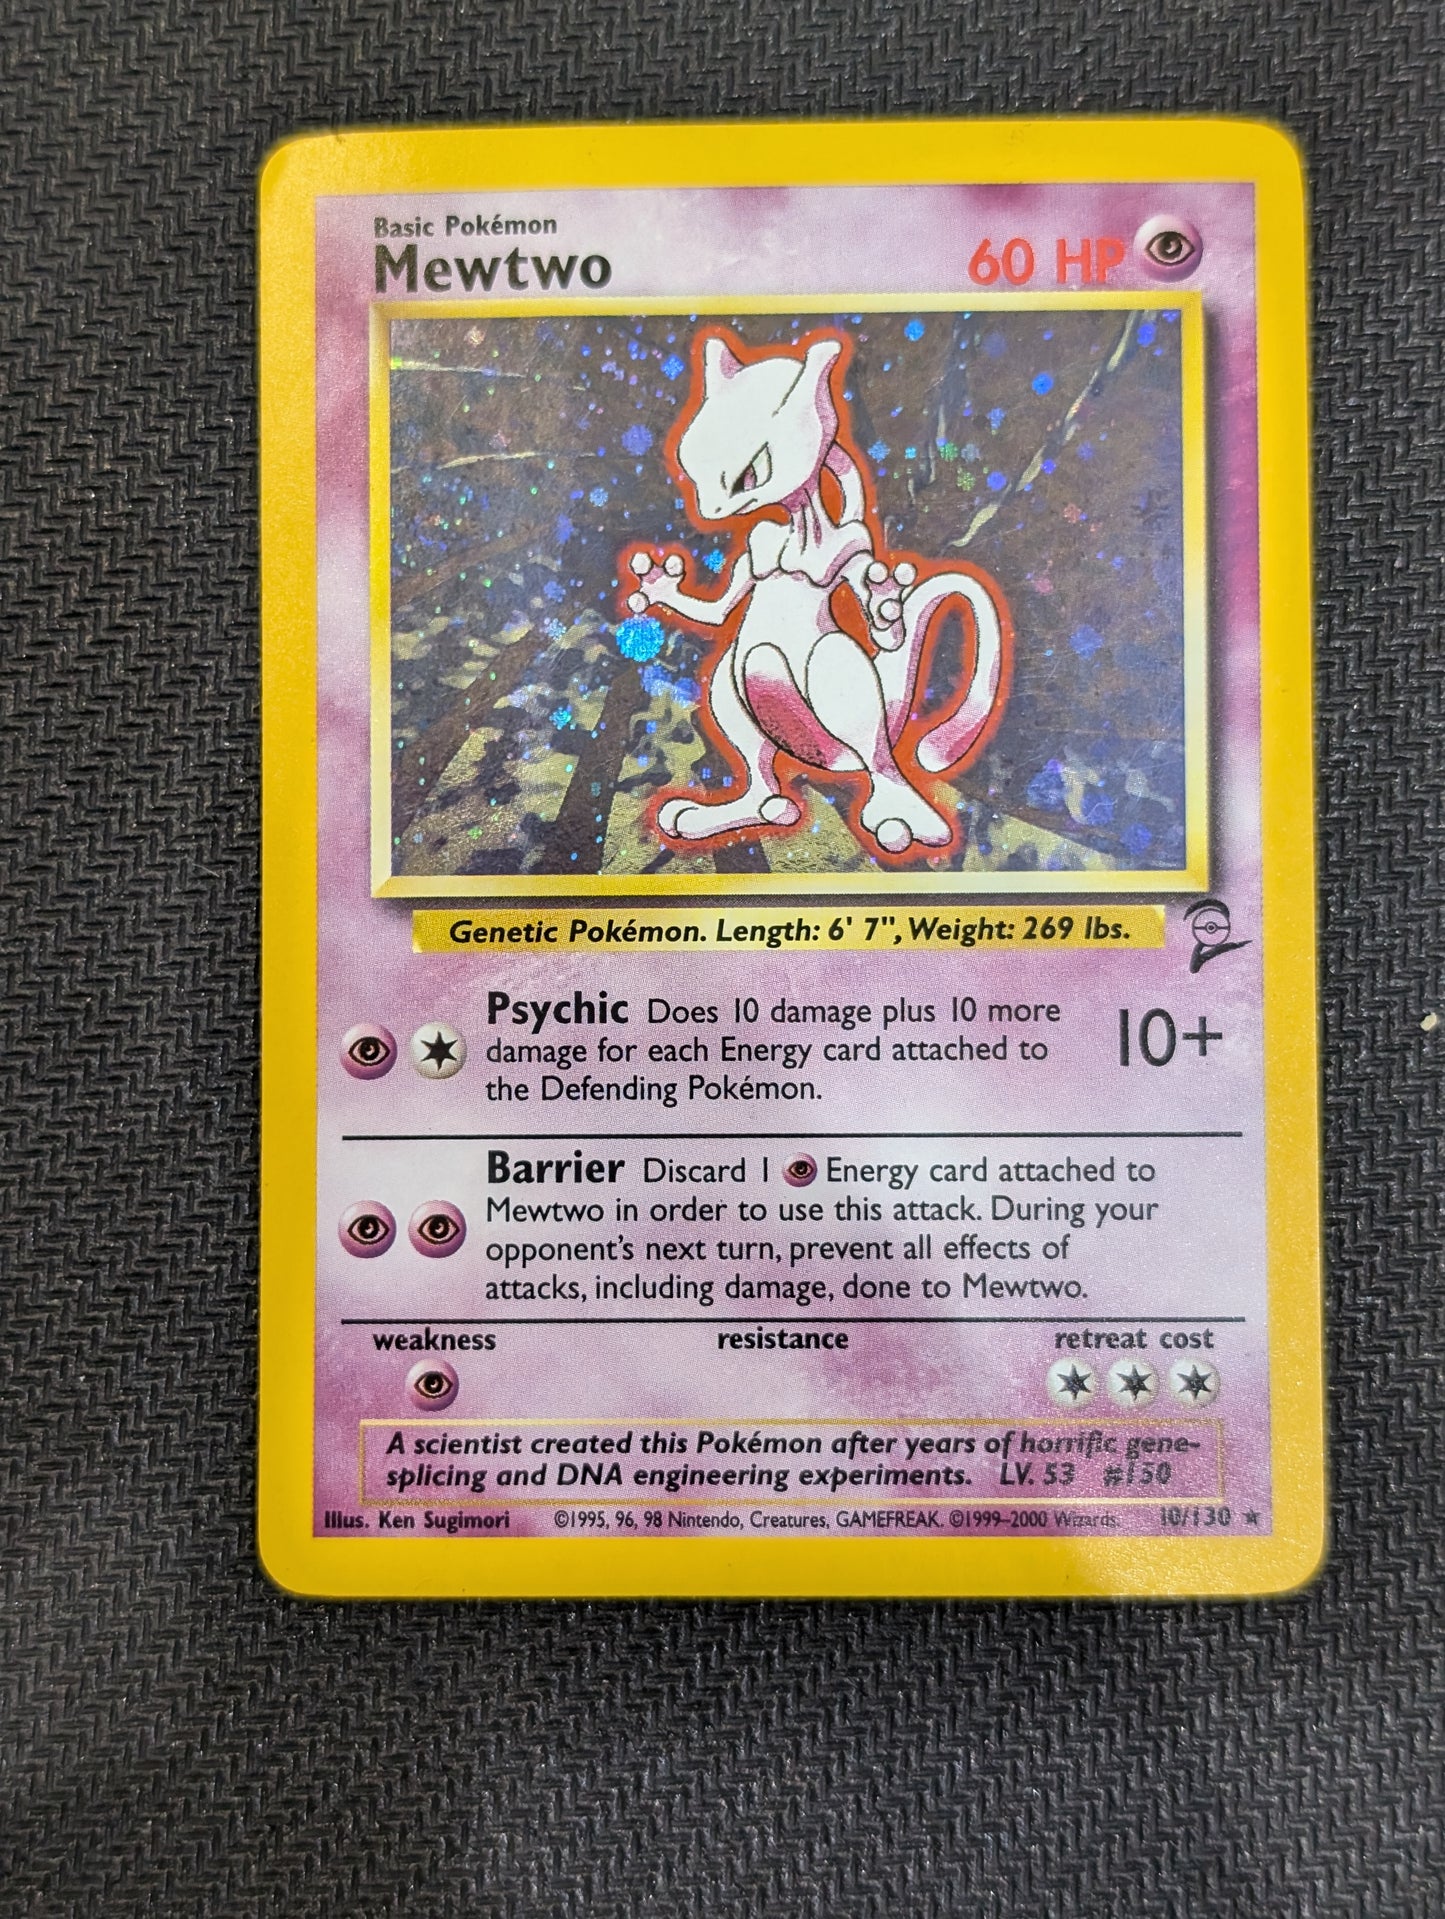 Basic Pokémon
Mewtwo 60 HP
Genetic Pokémon. Length: 6' 7", Weight: 269 lbs.
Psychic Does 10 damage plus 10 more
damage for each Energy card attached to
the Defending Pokémon.
10+
Barrier Discard 1 Energy card attached to
Mewtwo in order to use this attack. During your
opponent's next turn, prevent all effects of
attacks, including damage, done to Mewtwo.
weakness resistance retreat cost
A scientist created this Pokémon after years of horrific gene-
splicing and DNA engineering experiments. LV. 53 #150
Illus. Ken Sugimori ©1995, 96, 98 Nintendo, Creatures, GAMEFREAK. ©1999–2000 Wizards. 10/130 ★